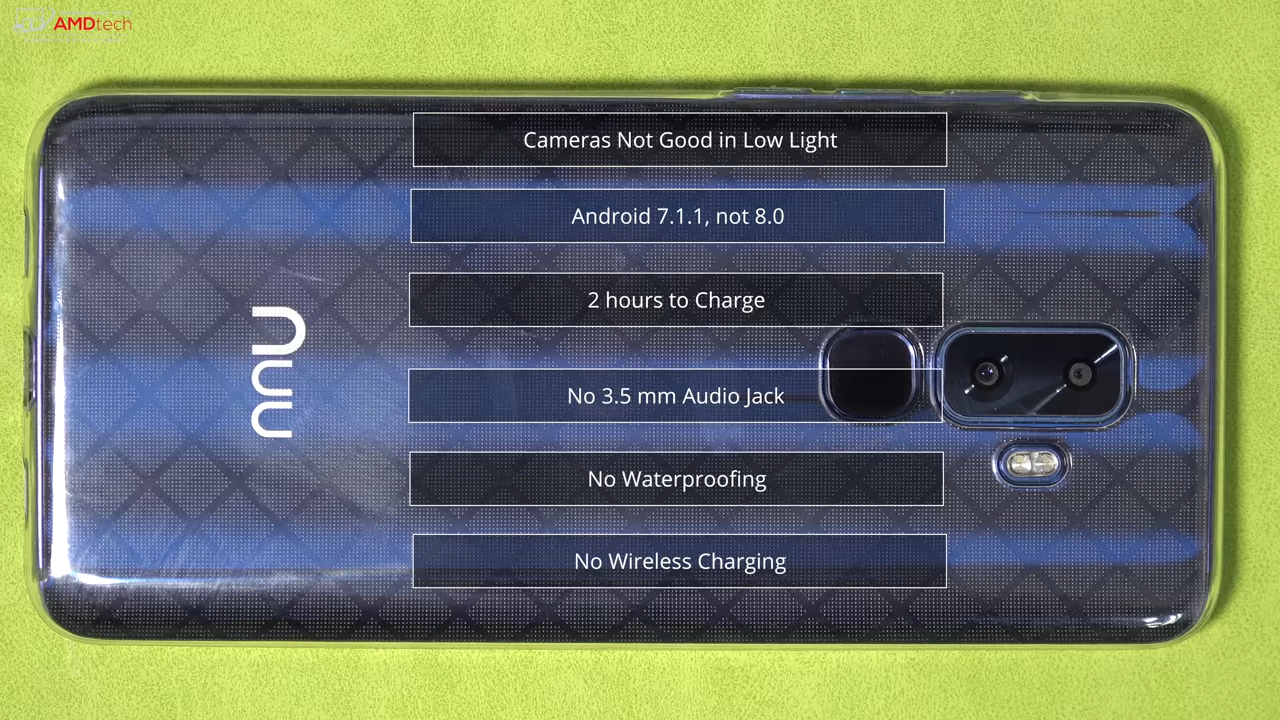 AMDtech
Cameras Not Good in Low Light
Android 7.1.1, not 8.0
2 hours to Charge
No 3.5 mm Audio Jack
No Waterproofing
No Wireless Charging
nuu